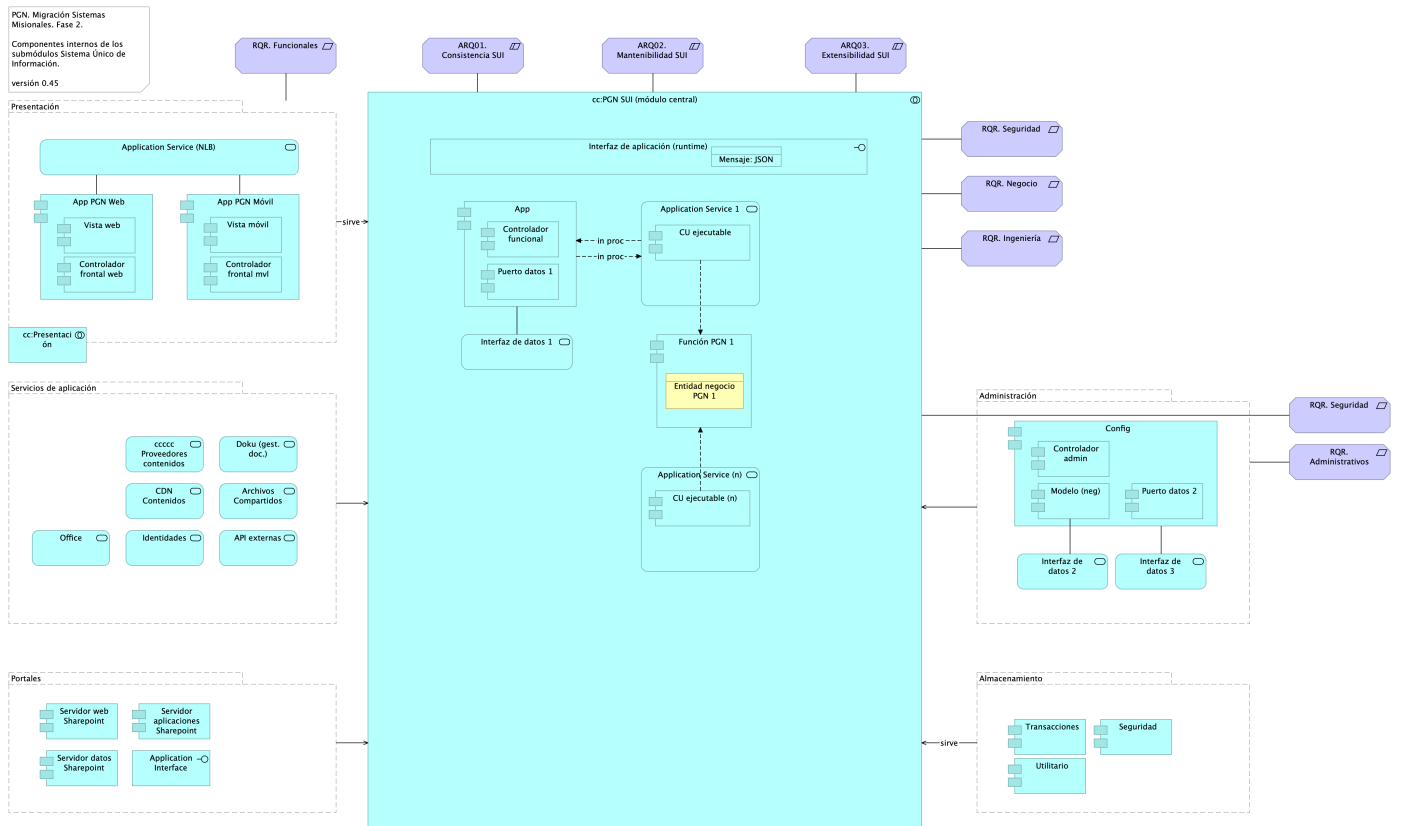 PGN. Migración Sistemas
Misionales. Fase 2.
Componentes internos de los
submódulos Sistema Único de
Información.
versión 0.45
RQR. Funcionales
ARQ01.
Consistencia SUI
ARQ02.
Mantenibilidad SUI
ARQ03.
Extensibilidad SUI
Presentación
Application Service (NLB)
App PGN Web
Vista web
Controlador
frontal web
App PGN Móvil
Vista móvil
Controlador
frontal mvl
cc:Presentaci
ón
sirve
cc:PGN SUI (módulo central)
Interfaz de aplicación (runtime)
Mensaje: JSON
App
Controlador
funcional
Puerto datos 1
Interfaz de datos 1
in proc
in proc
Application Service 1
CU ejecutable
Función PGN 1
Entidad negocio
PGN 1
Application Service (n)
CU ejecutable (n)
RQR. Seguridad
RQR. Negocio
RQR. Ingeniería
Servicios de aplicación
ccccc
Proveedores
contenidos
Doku (gest.
doc.)
CDN
Contenidos
Archivos
Compartidos
Office
Identidades
API externas
Administración
Config
Controlador
admin
Modelo (neg)
Puerto datos 2
Interfaz de
datos 2
Interfaz de
datos 3
RQR. Seguridad
RQR.
Administrativos
Portales
Servidor web
Sharepoint
Servidor
aplicaciones
Sharepoint
Servidor datos
Sharepoint
Application
Interface
Almacenamiento
sirve
Transacciones
Seguridad
Utilitario